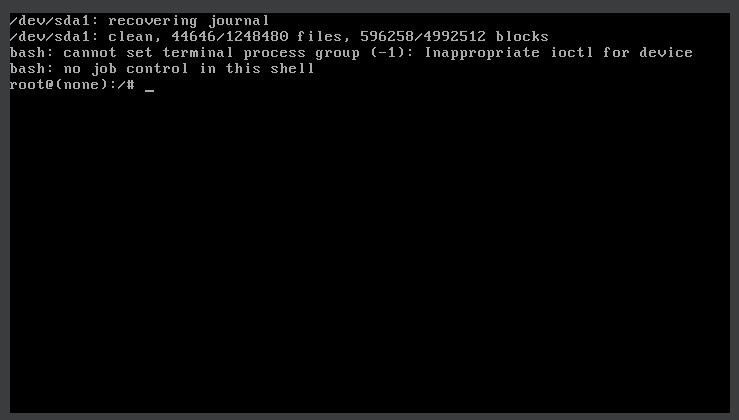 /dev/sda1: recovering journal
/dev/sda1: clean, 44646/1248480 files, 596258/4992512 blocks
bash: cannot set terminal process group (-1): Inappropriate ioctl for device
bash: no job control in this shell
root@(none):/# _